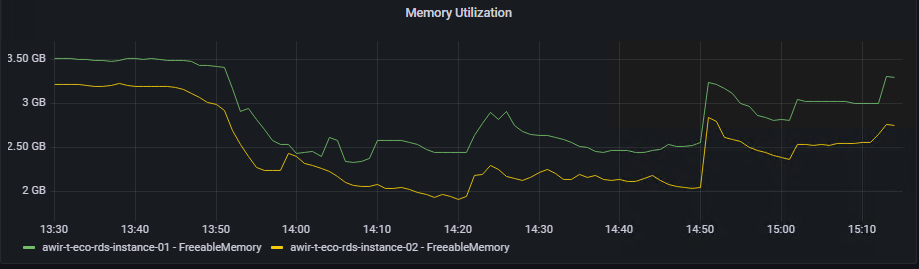 Memory Utilization
3.50 GB
3 GB
2.50 GB
2 GB
13:30 13:40 13:50 14:00 14:10 14:20 14:30 14:40 14:50 15:00 15:10
awir-t-eco-rds-instance-01 - FreeableMemory awir-t-eco-rds-instance-02 - FreeableMemory